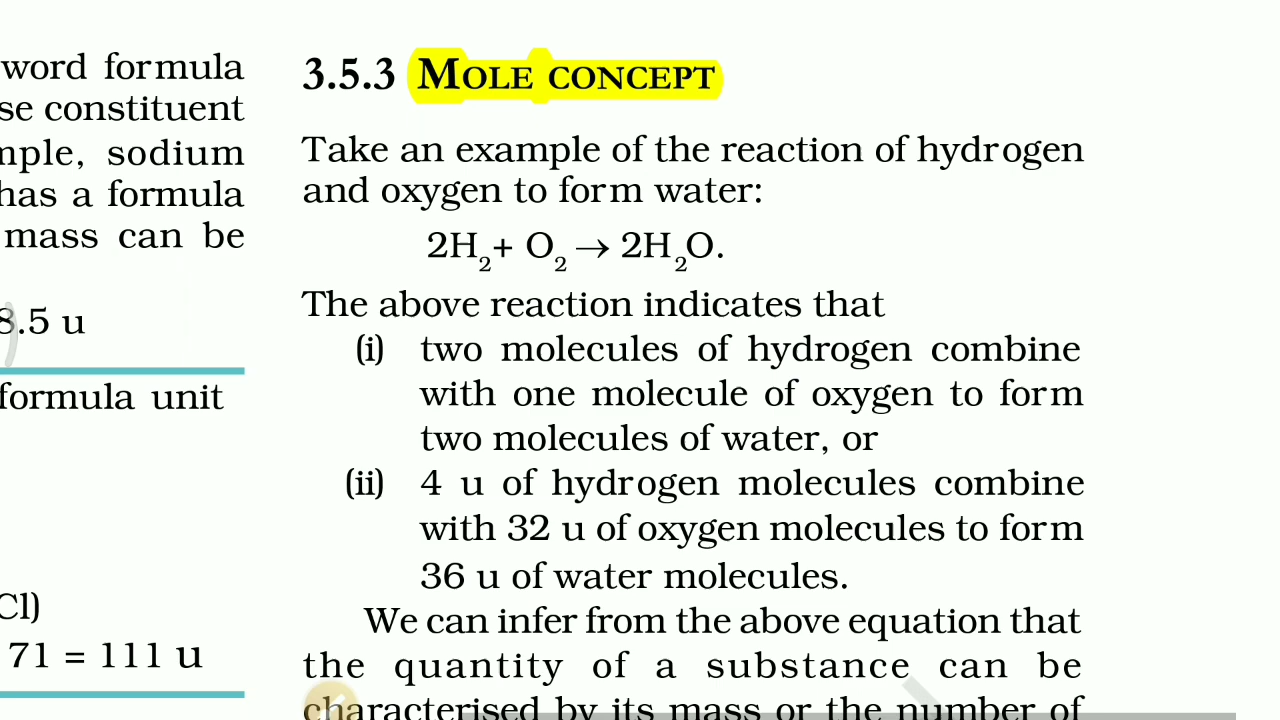 word formula
se constituent
mple, sodium
has a formula
mass can be
8.5 u
formula unit
Cl)
71 = 111 u
3.5.3 MOLE CONCEPT
Take an example of the reaction of hydrogen
and oxygen to form water:
2H₂+ O₂ → 2H₂O.
The above reaction indicates that
(i) two molecules of hydrogen combine
with one molecule of oxygen to form
two molecules of water, or
(ii) 4 u of hydrogen molecules combine
with 32 u of oxygen molecules to form
36 u of water molecules.
We can infer from the above equation that
the quantity of a substance can be
characterised by its mass or the number of